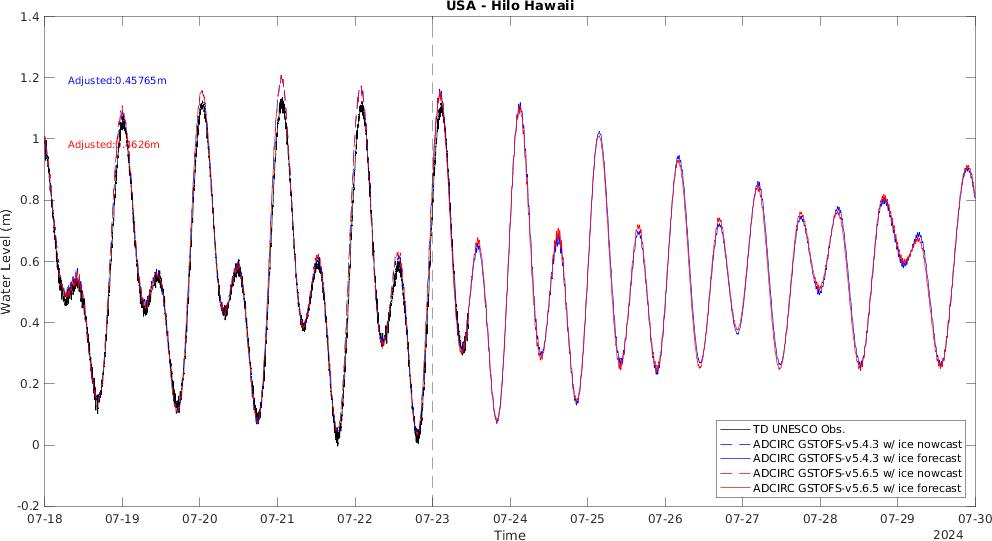 USA - Hilo Hawaii
1.4
1.2
1
0.8
0.6
0.4
0.2
0
-0.2
Water Level (m)
Adjusted:0.45765m
Adjusted:0.4626m
TD UNESCO Obs.
ADCIRC GSTOFS-v5.4.3 w/ ice nowcast
ADCIRC GSTOFS-v5.4.3 w/ ice forecast
ADCIRC GSTOFS-v5.6.5 w/ ice nowcast
ADCIRC GSTOFS-v5.6.5 w/ ice forecast
07-18 07-19 07-20 07-21 07-22 07-23 07-24 07-25 07-26 07-27 07-28 07-29 07-30
Time
2024